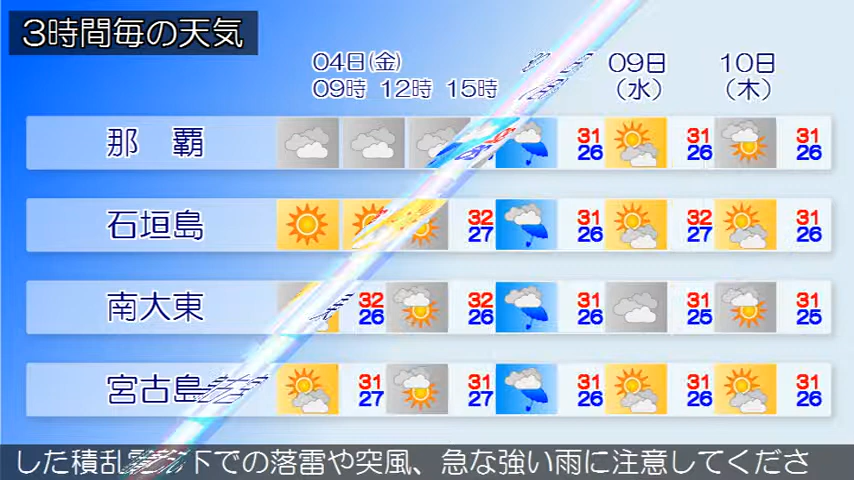 3時間毎の天気
04日(金)
09時 12時 15時
09日 10日
(水) (木)
那 覇 31 31 31
26 26 26
石垣島 32 31 32 31
27 26 27 26
南大東 32 32 31 31 31
26 26 26 25 25
宮古島 31 31 31 31 31
27 27 26 26 26
した積乱 下での落雷や突風、急な強い雨に注意してくださ